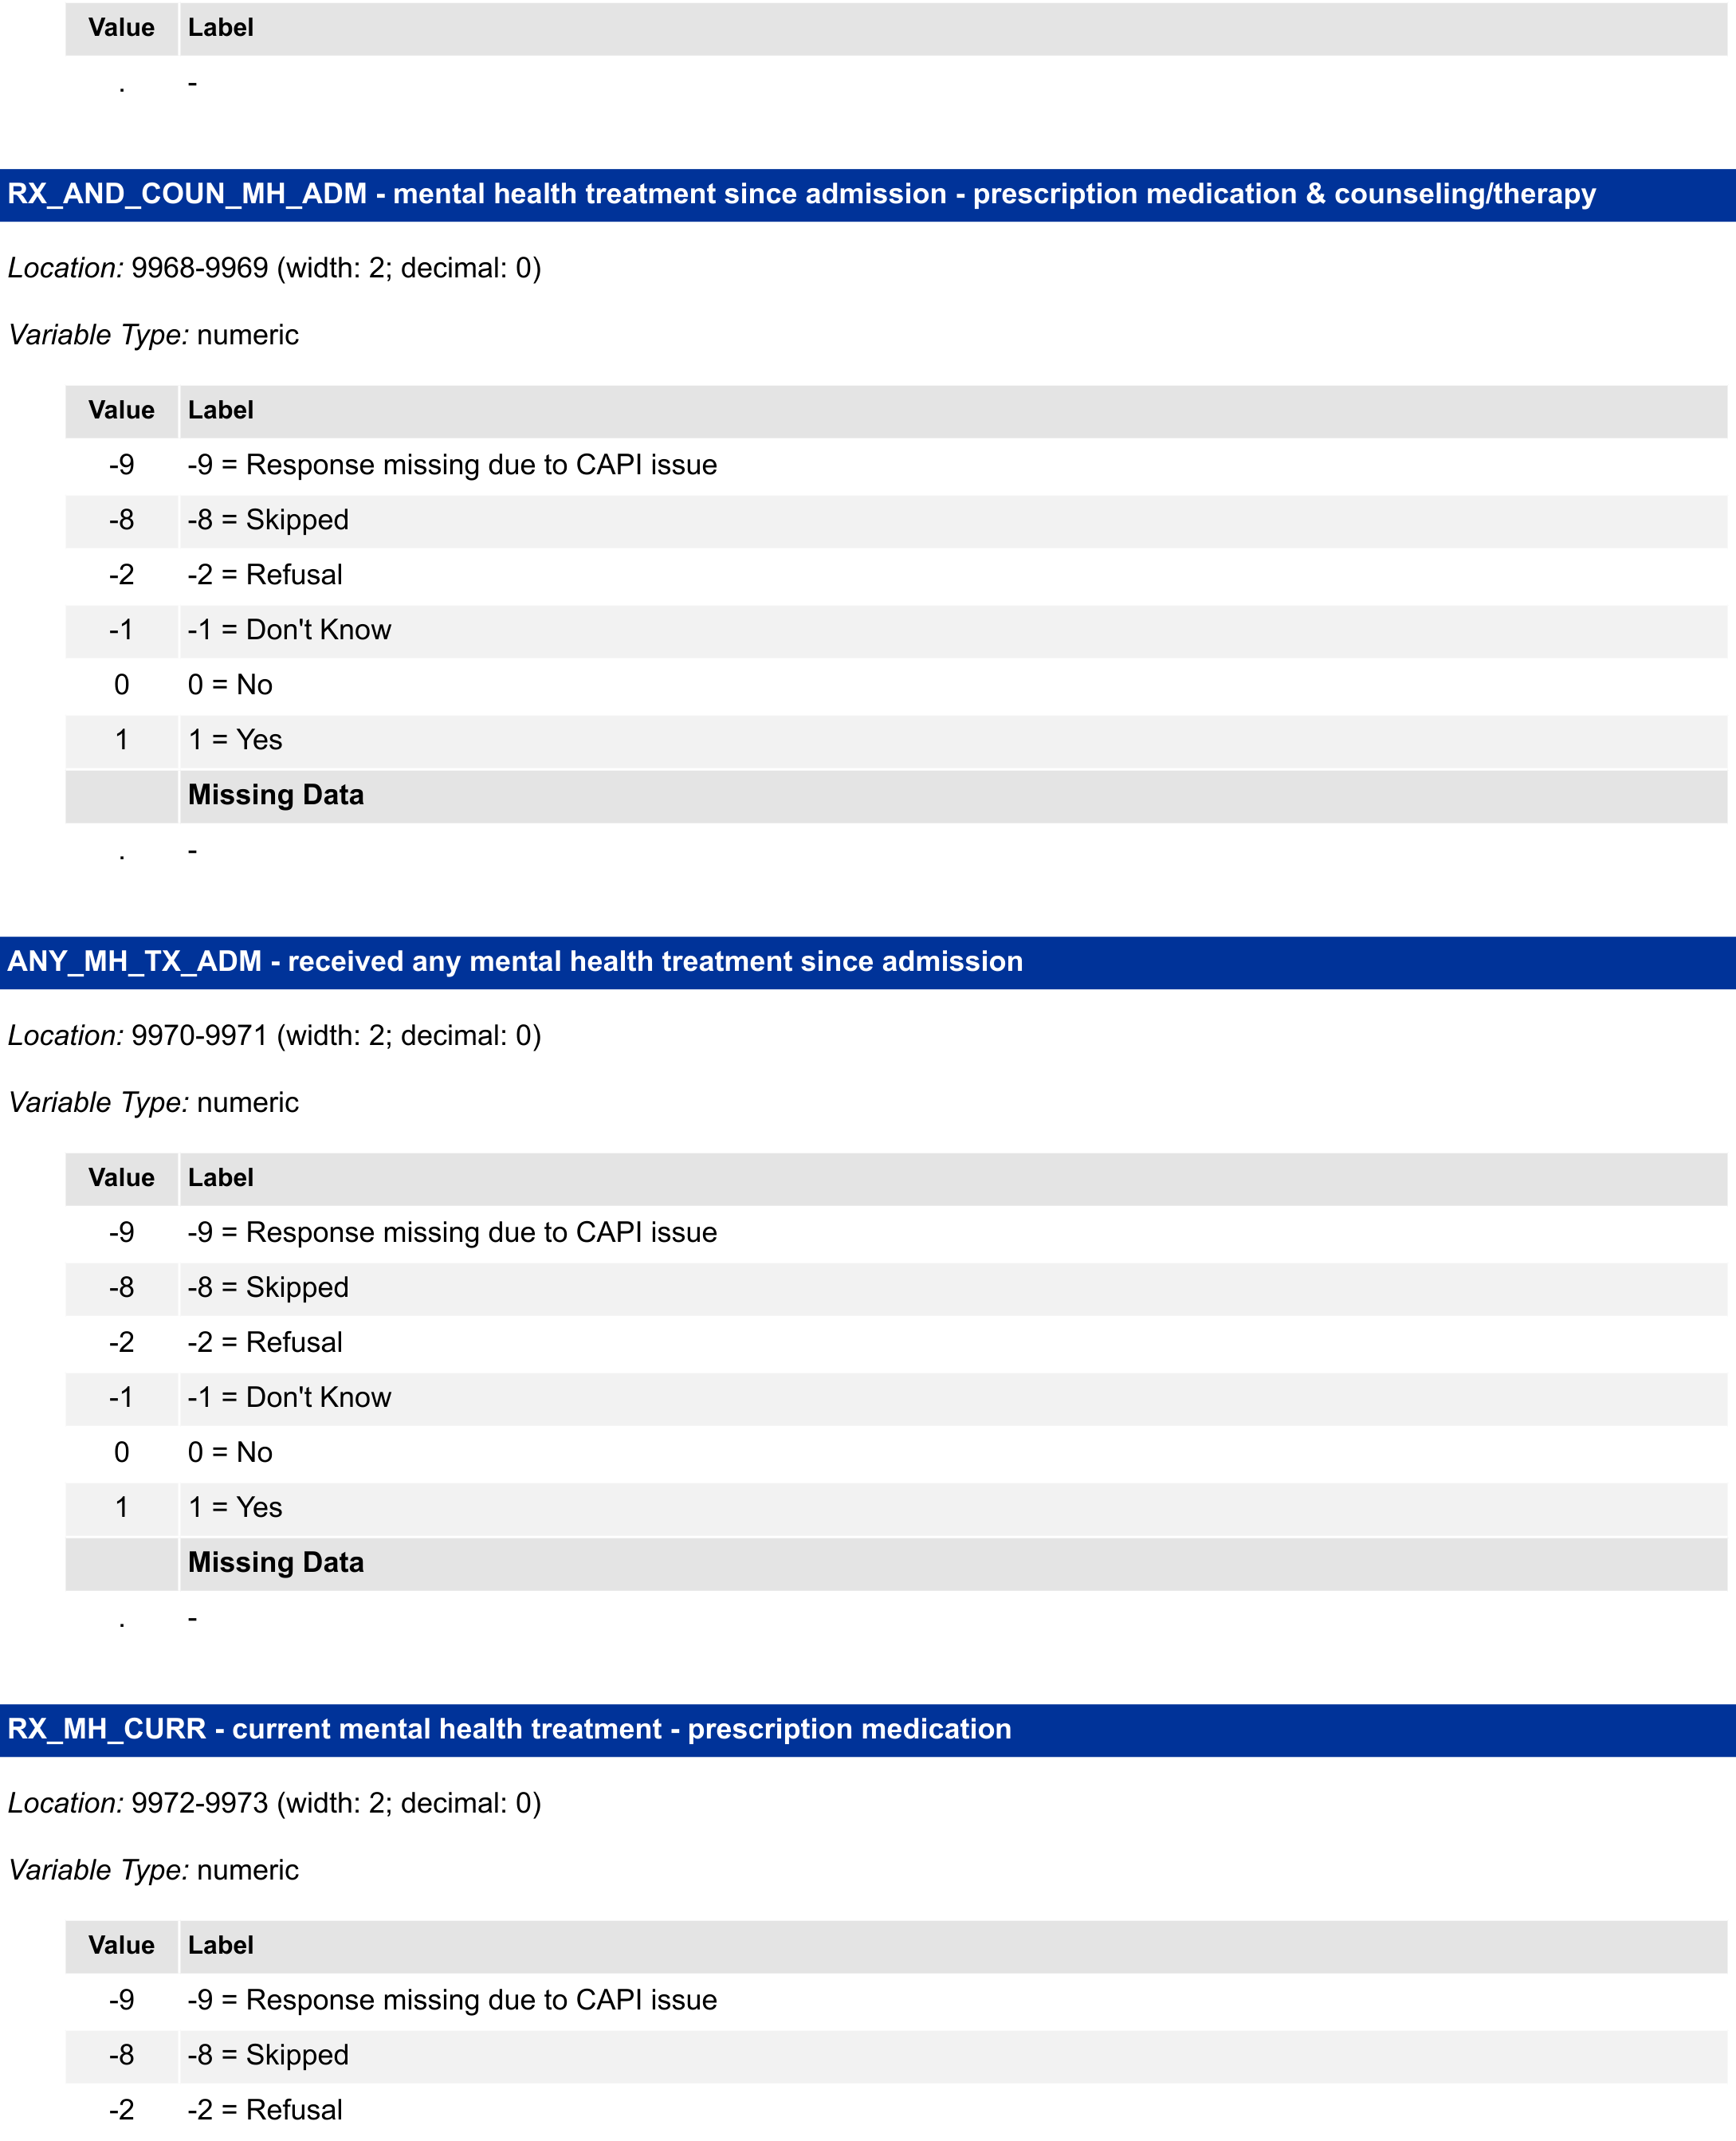 Value Label
. -
RX_AND_COUN_MH_ADM - mental health treatment since admission - prescription medication & counseling/therapy
Location: 9968-9969 (width: 2; decimal: 0)
Variable Type: numeric
Value Label
-9 -9 = Response missing due to CAPI issue
-8 -8 = Skipped
-2 -2 = Refusal
-1 -1 = Don't Know
0 0 = No
1 1 = Yes
Missing Data
. -
ANY_MH_TX_ADM - received any mental health treatment since admission
Location: 9970-9971 (width: 2; decimal: 0)
Variable Type: numeric
Value Label
-9 -9 = Response missing due to CAPI issue
-8 -8 = Skipped
-2 -2 = Refusal
-1 -1 = Don't Know
0 0 = No
1 1 = Yes
Missing Data
. -
RX_MH_CURR - current mental health treatment - prescription medication
Location: 9972-9973 (width: 2; decimal: 0)
Variable Type: numeric
Value Label
-9 -9 = Response missing due to CAPI issue
-8 -8 = Skipped
-2 -2 = Refusal